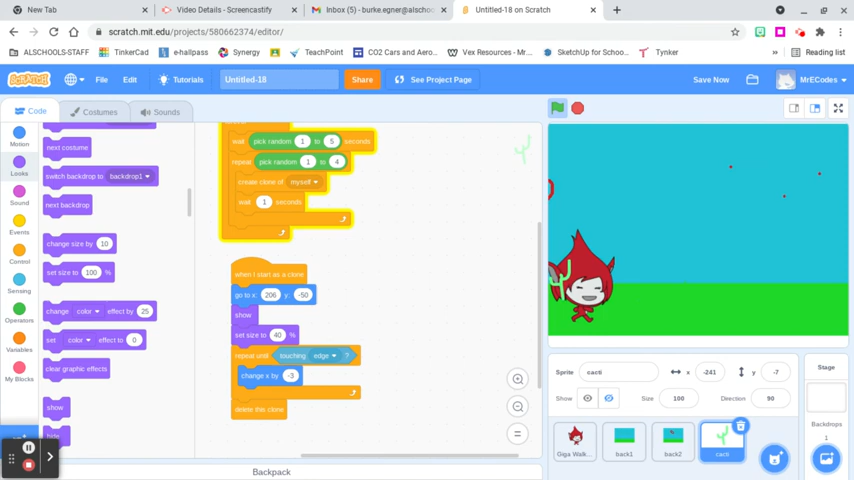 New Tab
Video Details - Screencastify
Inbox (5) - burke.egner@alschoo
Untitled-18 on Scratch
scratch.mit.edu/projects/580662374/editor/
ALSCHOOLS-STAFF
TinkerCad
e-hallpass
Synergy
TeachPoint
CO2 Cars and Aero...
Vex Resources - Mr...
SketchUp for Schoo...
Tynker
Reading list
SCRATCH
File
Edit
Tutorials
Untitled-18
Share
See Project Page
Save Now
MrECodes
Code
Costumes
Sounds
Motion
Looks
Sound
Events
Control
Sensing
Operators
Variables
My Blocks
next costume
switch backdrop to backdrop1
next backdrop
change size by 10
set size to 100 %
change color effect by 25
set color effect to 0
clear graphic effects
show
hide
wait pick random 1 to 5 seconds
repeat pick random 1 to 4
create clone of myself
wait 1 seconds
when I start as a clone
go to x: 206 y: -50
show
set size to 40 %
repeat until touching edge ?
change x by -3
delete this clone
Backpack
Sprite cacti x -241 y -7
Show Size 100 Direction 90
Giga Walk...
back1
back2
cacti
Stage
Backdrops
1